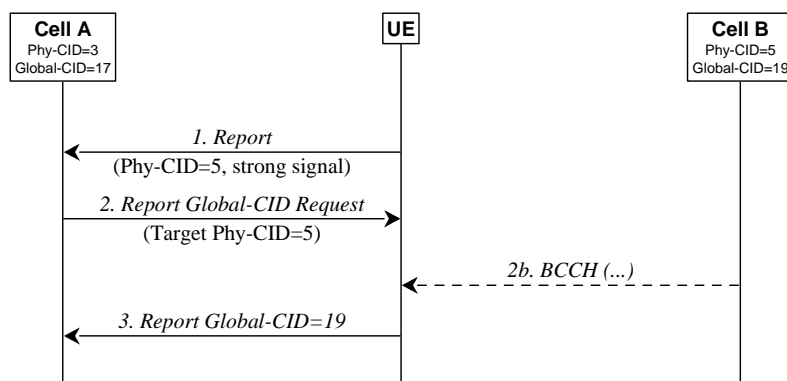 Cell A
Phy-CID=3
Global-CID=17
UE
Cell B
Phy-CID=5
Global-CID=19
1. Report
(Phy-CID=5, strong signal)
2. Report Global-CID Request
(Target Phy-CID=5)
2b. BCCH (...)
3. Report Global-CID=19